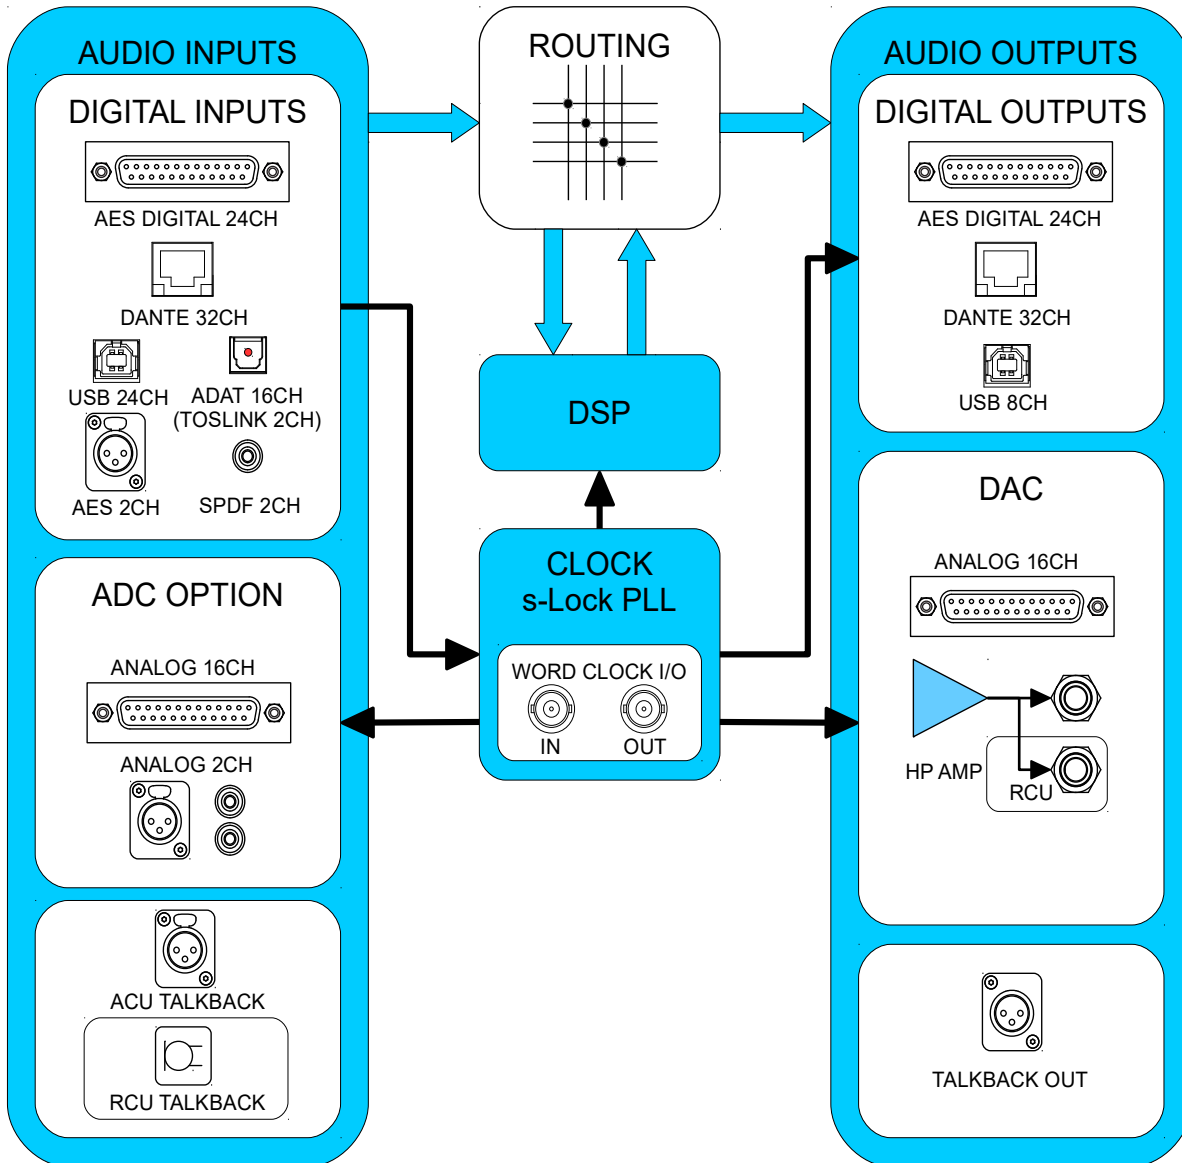 AUDIO INPUTS
DIGITAL INPUTS
AES DIGITAL 24CH
DANTE 32CH
USB 24CH
ADAT 16CH
(TOSLINK 2CH)
AES 2CH
SPDF 2CH
ADC OPTION
ANALOG 16CH
ANALOG 2CH
ACU TALKBACK
RCU TALKBACK
ROUTING
DSP
CLOCK
s-Lock PLL
WORD CLOCK I/O
IN
OUT
AUDIO OUTPUTS
DIGITAL OUTPUTS
AES DIGITAL 24CH
DANTE 32CH
USB 8CH
DAC
ANALOG 16CH
HP AMP
RCU
TALKBACK OUT